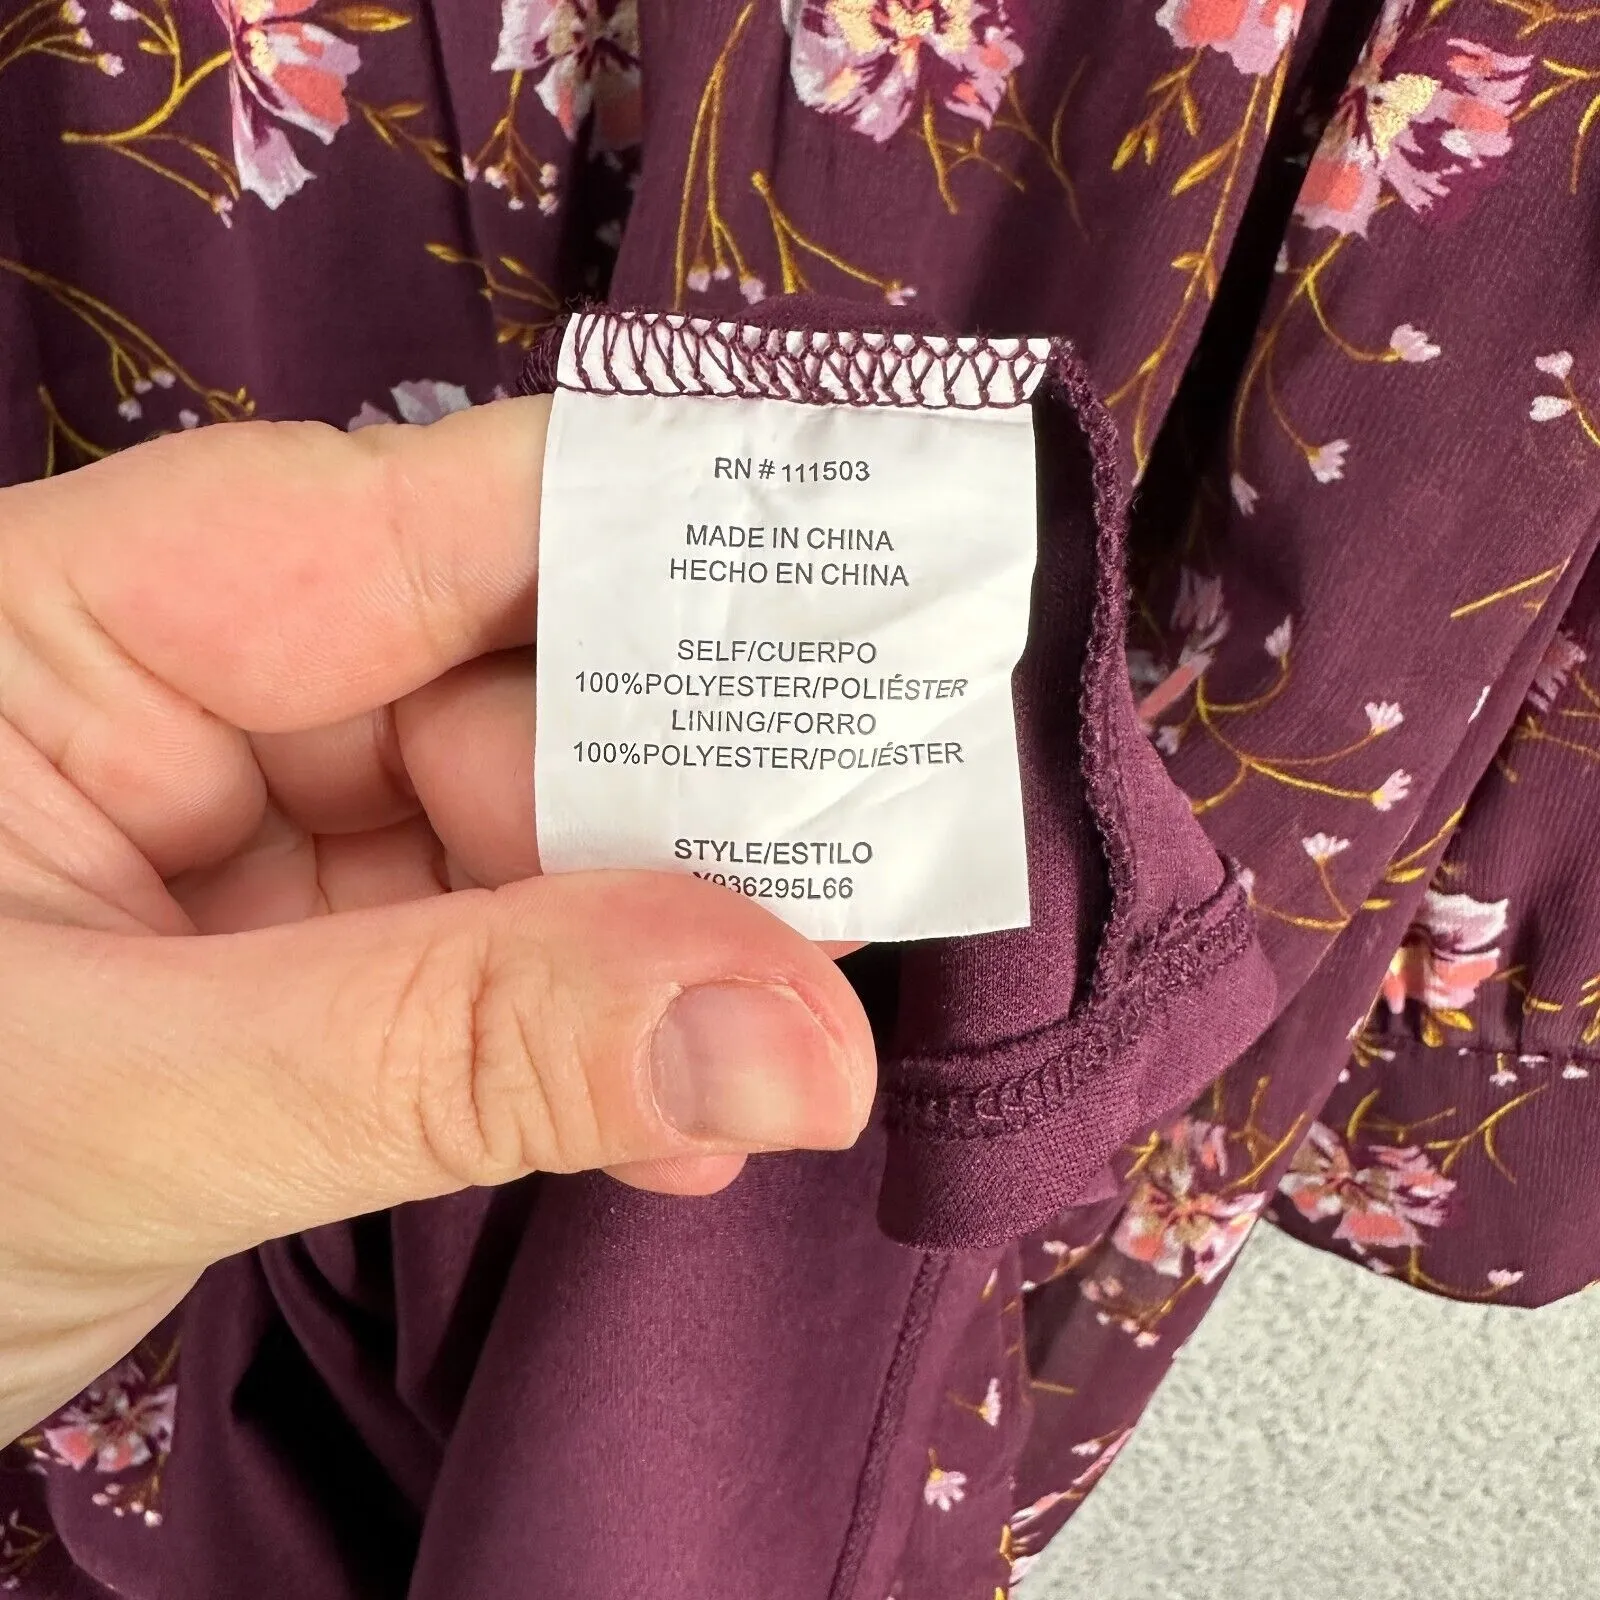 RN # 111503
MADE IN CHINA
HECHO EN CHINA
SELF/CUERPO
100%POLYESTER/POLIÉSTER
LINING/FORRO
100%POLYESTER/POLIÉSTER
STYLE/ESTILO